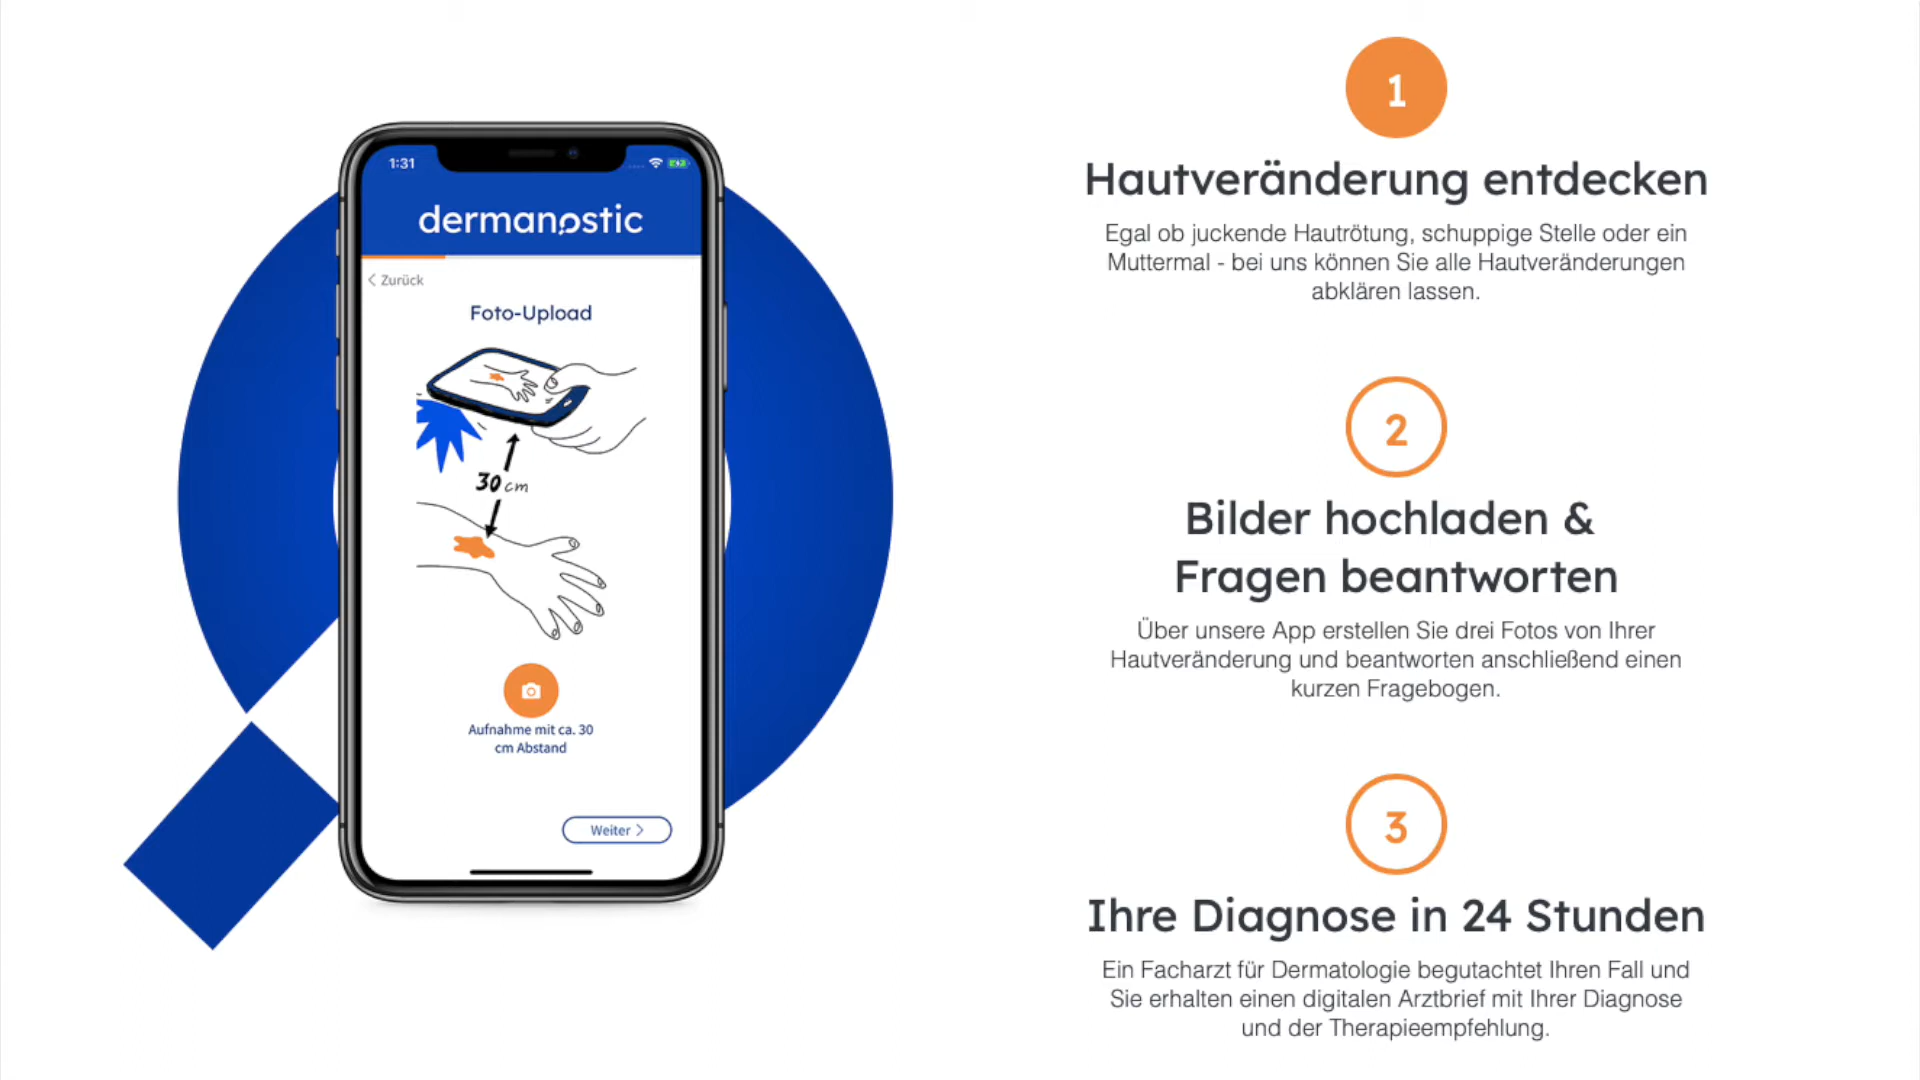 1:31
dermanostic
Zurück
Foto-Upload
30 cm
Aufnahme mit ca. 30
cm Abstand
Weiter
1
Hautveränderung entdecken
Egal ob juckende Hautrötung, schuppige Stelle oder ein
Muttermal - bei uns können Sie alle Hautveränderungen
abklären lassen.
2
Bilder hochladen &
Fragen beantworten
Über unsere App erstellen Sie drei Fotos von Ihrer
Hautveränderung und beantworten anschließend einen
kurzen Fragebogen.
3
Ihre Diagnose in 24 Stunden
Ein Facharzt für Dermatologie begutachtet Ihren Fall und
Sie erhalten einen digitalen Arztbrief mit Ihrer Diagnose
und der Therapieempfehlung.